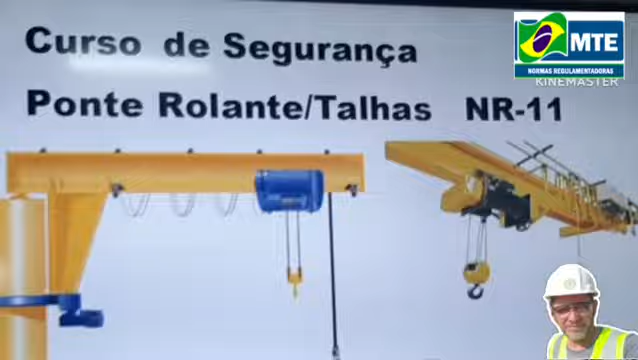 Curso de Segurança
Ponte Rolante/Talhas NR-11
MTE
NORMAS REGULAMENTADORAS
KINEMASTER